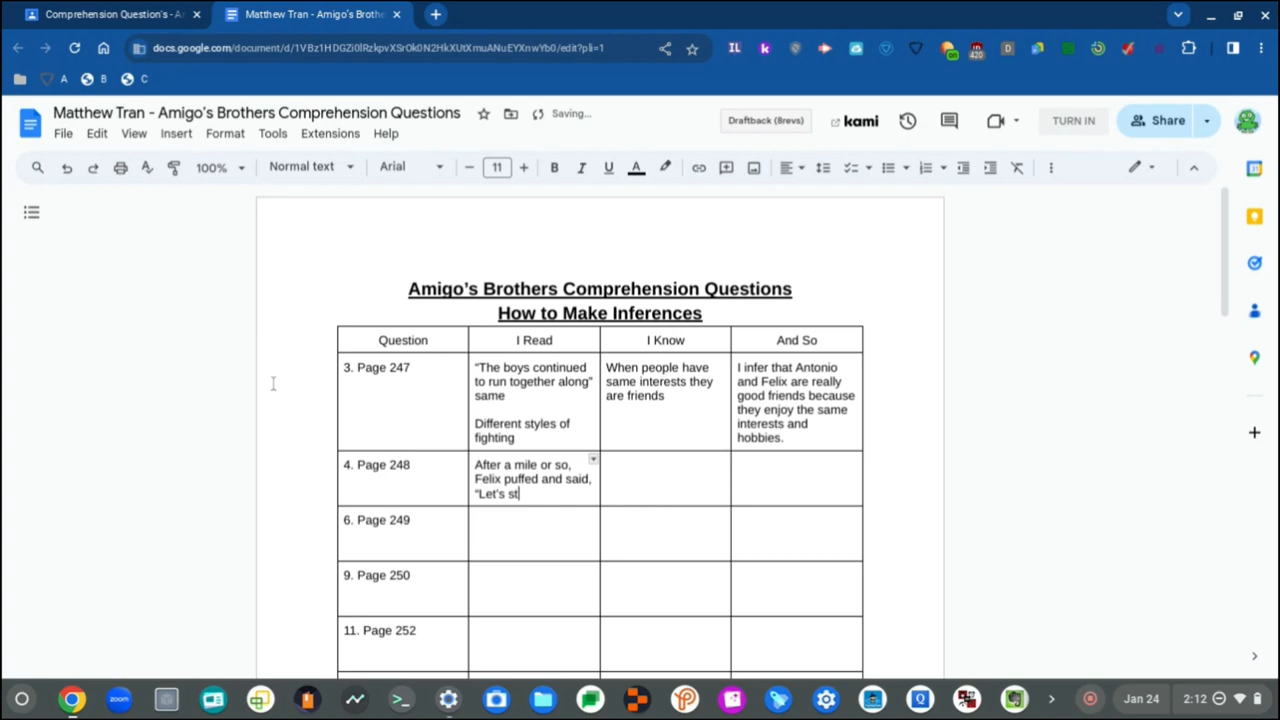 Comprehension Question's - A
Matthew Tran - Amigo's Brothe
docs.google.com/document/d/1VBz1HDGZi0lRzkpvXSr0k0N2HkXUtXmuANuEYXnwYb0/edit?pli=1
A
B
C
Matthew Tran - Amigo's Brothers Comprehension Questions
Saving...
File Edit View Insert Format Tools Extensions Help
Draftback (8revs)
kami
TURN IN
Share
100%
Normal text
Arial
11
B I U A
Amigo's Brothers Comprehension Questions
How to Make Inferences
Question I Read I Know And So
3. Page 247
“The boys continued
to run together along”
same
Different styles of
fighting
When people have
same interests they
are friends
I infer that Antonio
and Felix are really
good friends because
they enjoy the same
interests and
hobbies.
4. Page 248
After a mile or so,
Felix puffed and said,
“Let's st
6. Page 249
9. Page 250
11. Page 252
zoom
Jan 24
2:12